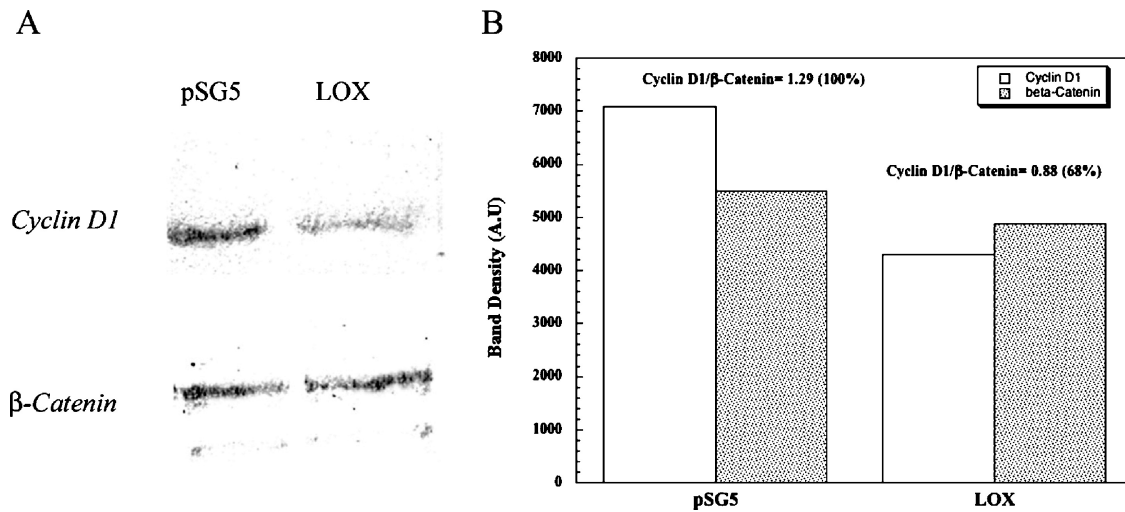 A
pSG5 LOX
Cyclin D1
β-Catenin
B
8000
7000
6000
5000
4000
3000
2000
1000
0
Band Density (A.U)
Cyclin D1/β-Catenin= 1.29 (100%)
Cyclin D1
beta-Catenin
Cyclin D1/β-Catenin= 0.88 (68%)
pSG5 LOX